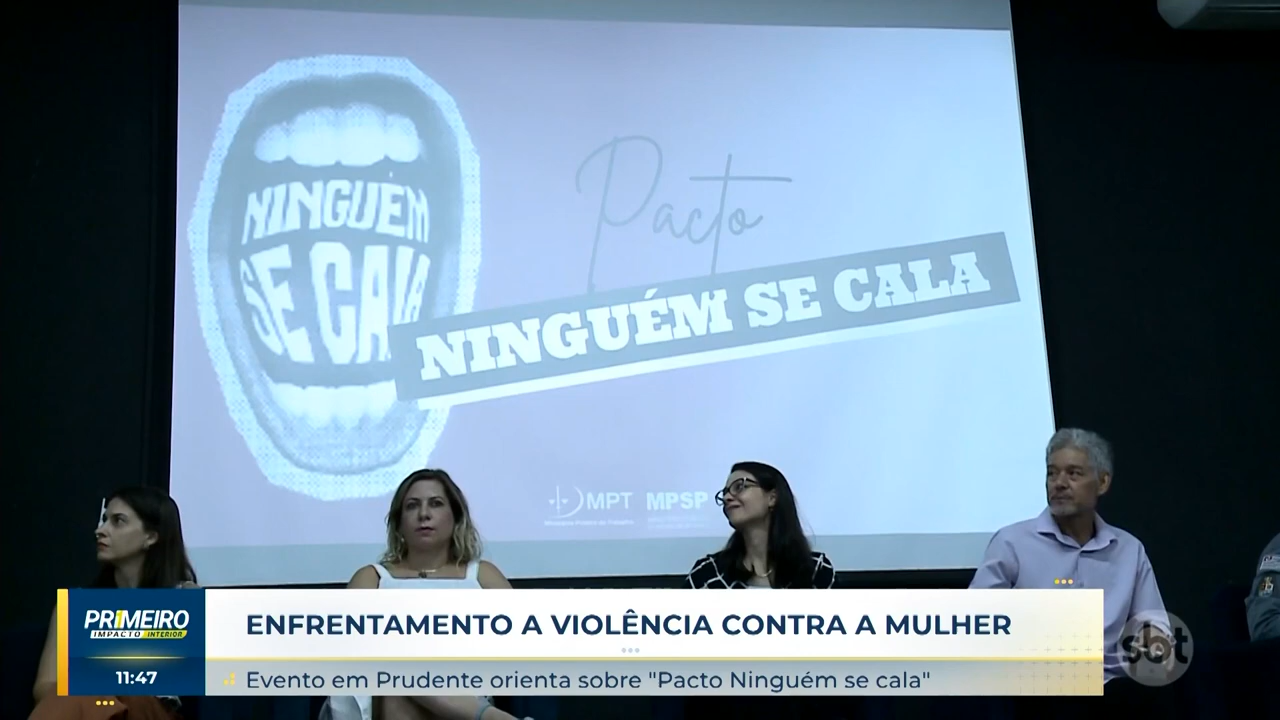 NINGUÉM
SE CALA
Pacto
NINGUÉM SE CALA
MPT
MPSP
PRIMEIRO
IMPACTO INTERIOR
11:47
ENFRENTAMENTO A VIOLÊNCIA CONTRA A MULHER
Evento em Prudente orienta sobre "Pacto Ninguém se cala"
sbt